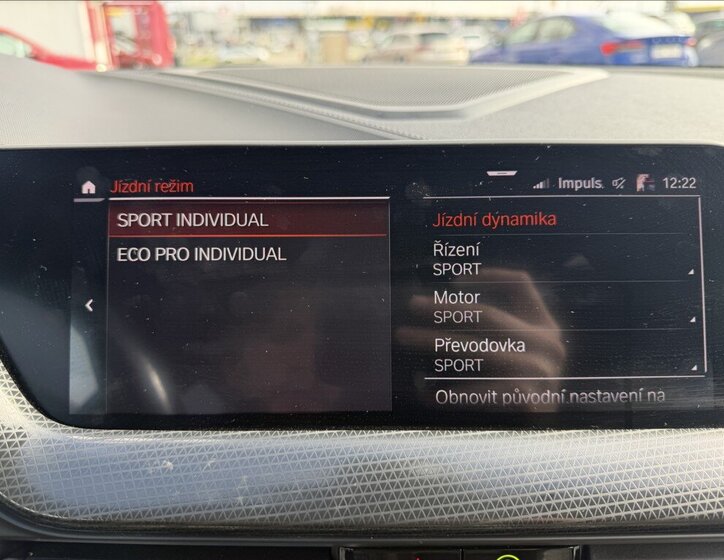 Jízdní režim
Impuls.
12:22
SPORT INDIVIDUAL
ECO PRO INDIVIDUAL
Jízdní dynamika
Řízení
SPORT
Motor
SPORT
Převodovka
SPORT
Obnovit původní nastavení na